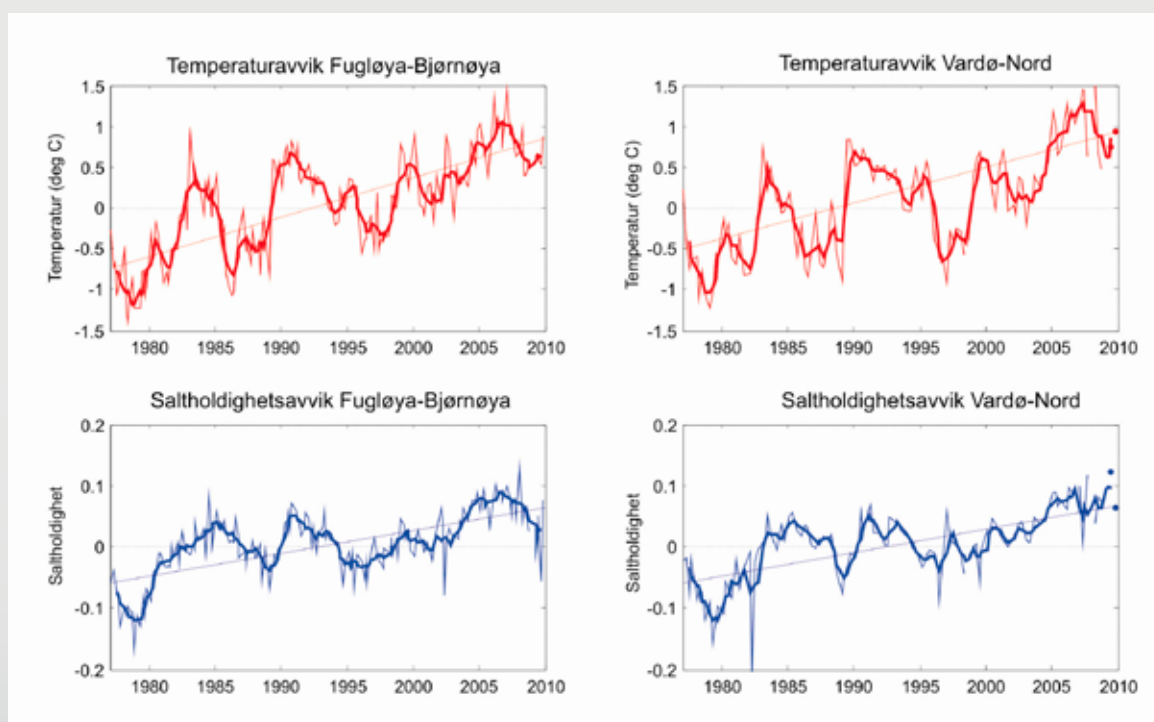 Temperaturavvik Fugløya-Bjørnøya
Temperatur (deg C)
1.5
1
0.5
0
-0.5
-1
-1.5
1980 1985 1990 1995 2000 2005 2010
Temperaturavvik Vardø-Nord
Temperatur (deg C)
1.5
1
0.5
0
-0.5
-1
-1.5
1980 1985 1990 1995 2000 2005 2010
Saltholdighetsavvik Fugløya-Bjørnøya
Saltholdighet
0.2
0.1
0
-0.1
-0.2
1980 1985 1990 1995 2000 2005 2010
Saltholdighetsavvik Vardø-Nord
Saltholdighet
0.2
0.1
0
-0.1
-0.2
1980 1985 1990 1995 2000 2005 2010